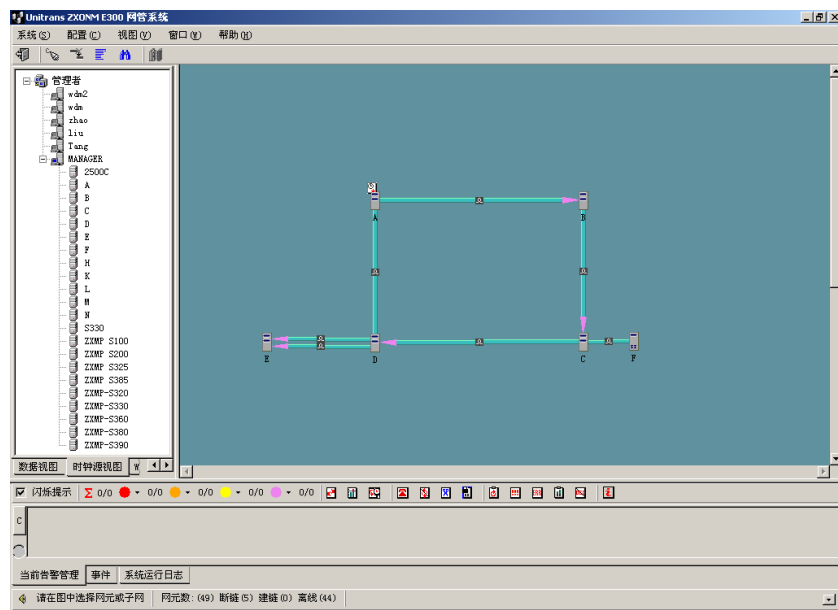 Unitrans ZXONM E300 网管系统
系统(S) 配置(C) 视图(V) 窗口(W) 帮助(H)
管理者
wdm2
wdm
zhao
liu
Tang
MANAGER
2500C
A
B
C
D
E
F
H
K
L
M
N
S330
ZXMP S100
ZXMP S200
ZXMP S325
ZXMP S385
ZXMP-S320
ZXMP-S330
ZXMP-S360
ZXMP-S380
ZXMP-S390
A
B
E
D
C
F
数据视图 时钟源视图
闪烁提示 Σ 0/0 0/0 0/0 0/0 0/0
C
当前告警管理 事件 系统运行日志
请在图中选择网元或子网 网元数: (49) 断链(5) 建链(0) 离线(44)